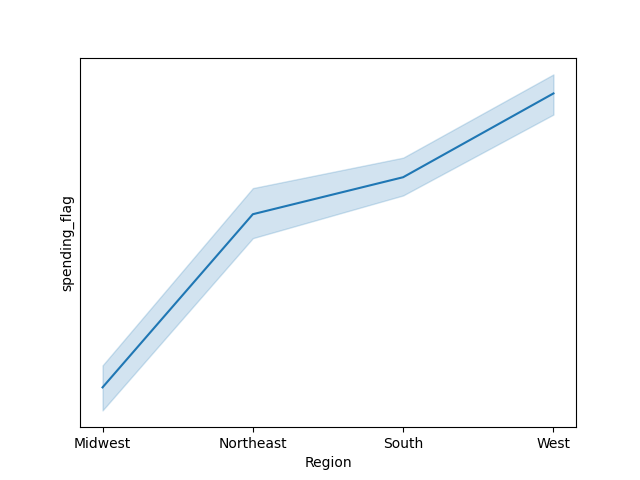 spending_flag
Midwest Northeast South West
Region